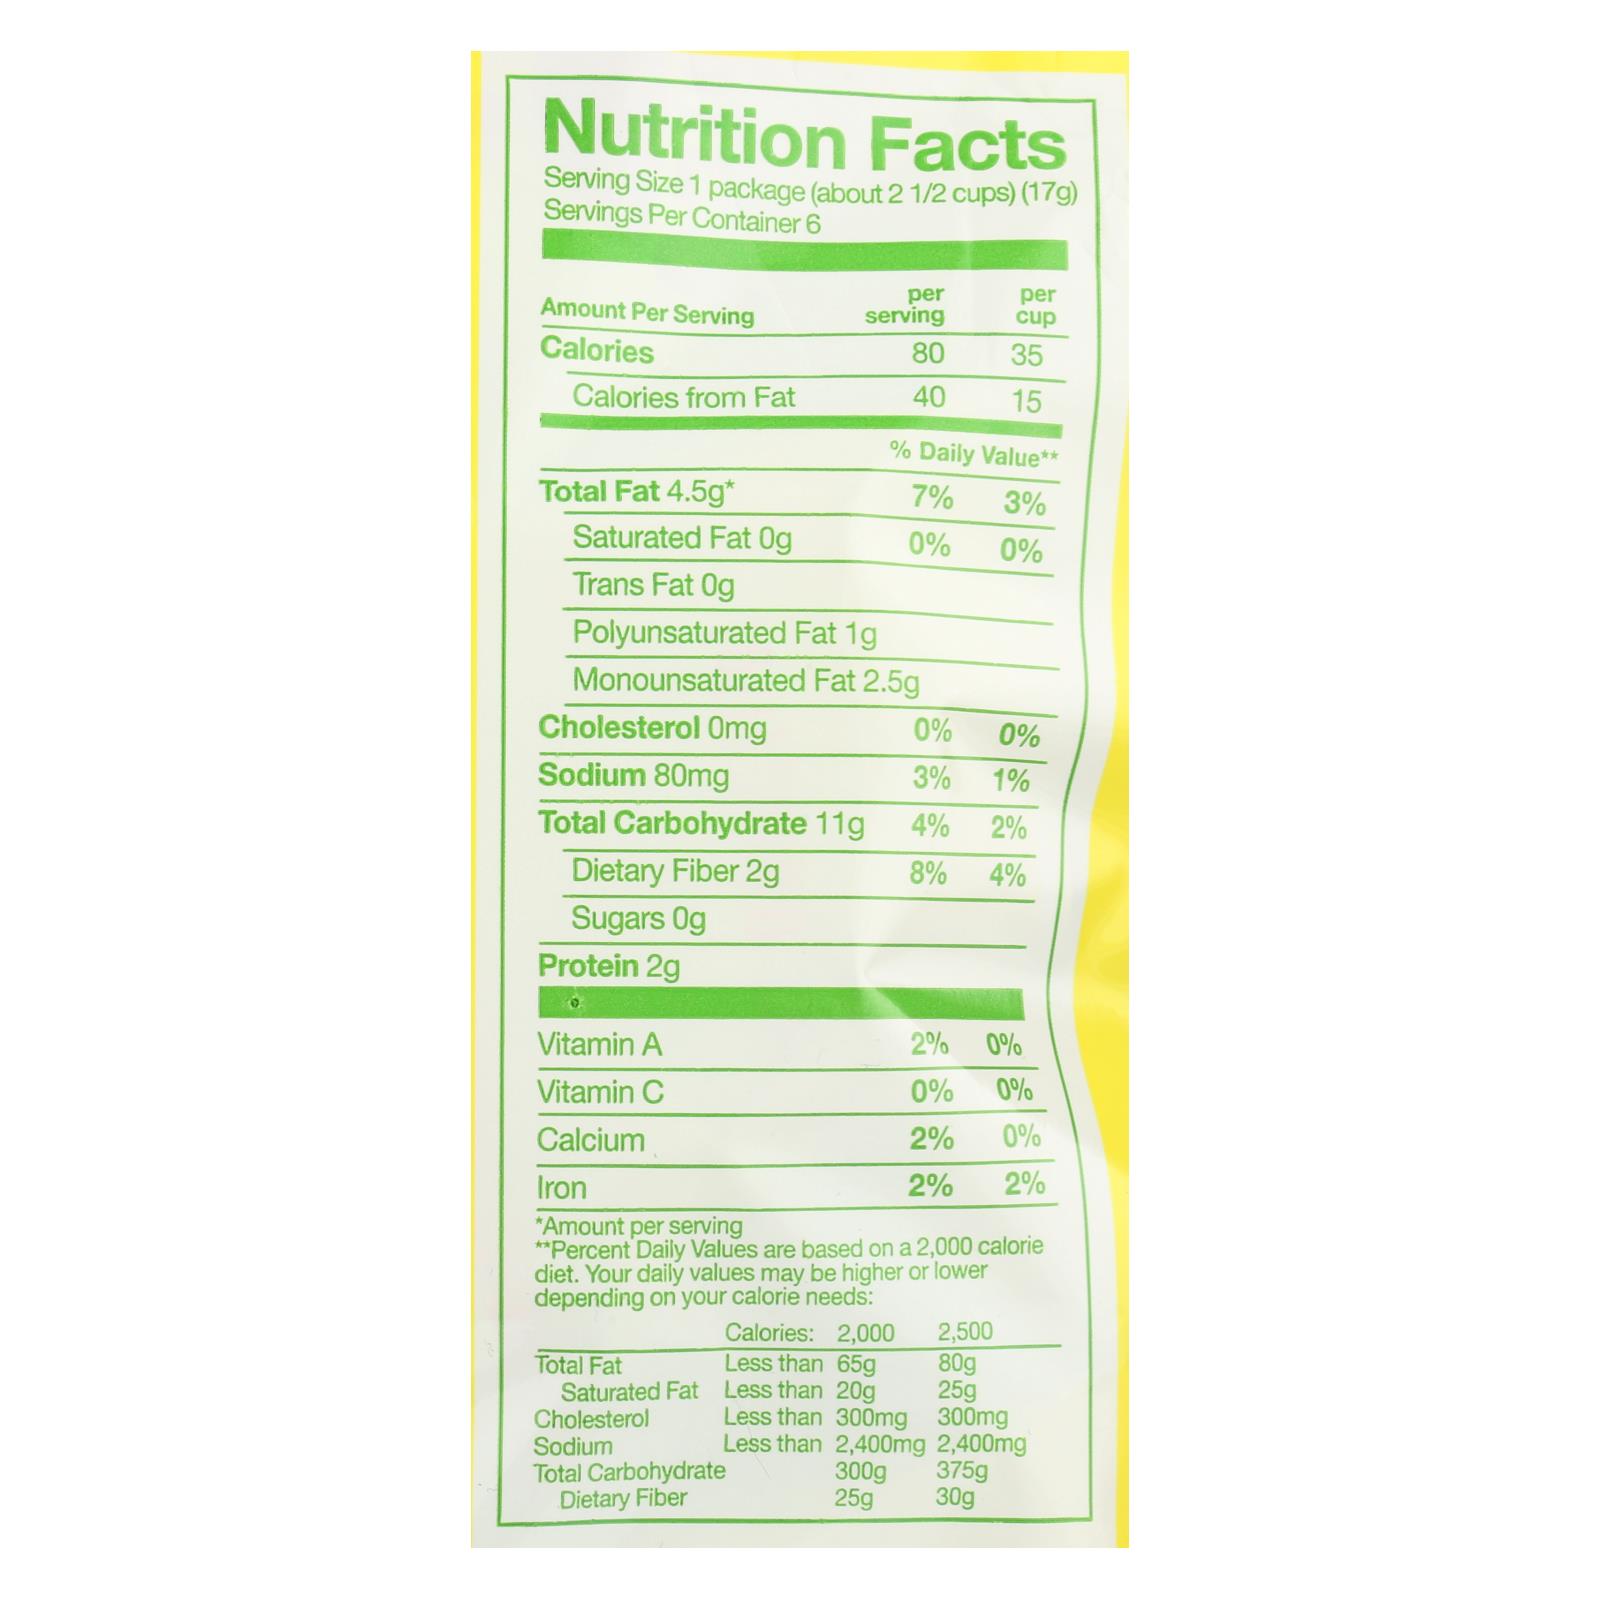 Nutrition Facts
Serving Size 1 package (about 2 1/2 cups) (17g)
Servings Per Container 6
Amount Per Serving per serving per cup
Calories 80 35
Calories from Fat 40 15
% Daily Value**
Total Fat 4.5g* 7% 3%
Saturated Fat 0g 0% 0%
Trans Fat 0g
Polyunsaturated Fat 1g
Monounsaturated Fat 2.5g
Cholesterol 0mg 0% 0%
Sodium 80mg 3% 1%
Total Carbohydrate 11g 4% 2%
Dietary Fiber 2g 8% 4%
Sugars 0g
Protein 2g
Vitamin A 2% 0%
Vitamin C 0% 0%
Calcium 2% 0%
Iron 2% 2%
*Amount per serving
**Percent Daily Values are based on a 2,000 calorie
diet. Your daily values may be higher or lower
depending on your calorie needs:
Calories: 2,000 2,500
Total Fat Less than 65g 80g
Saturated Fat Less than 20g 25g
Cholesterol Less than 300mg 300mg
Sodium Less than 2,400mg 2,400mg
Total Carbohydrate 300g 375g
Dietary Fiber 25g 30g